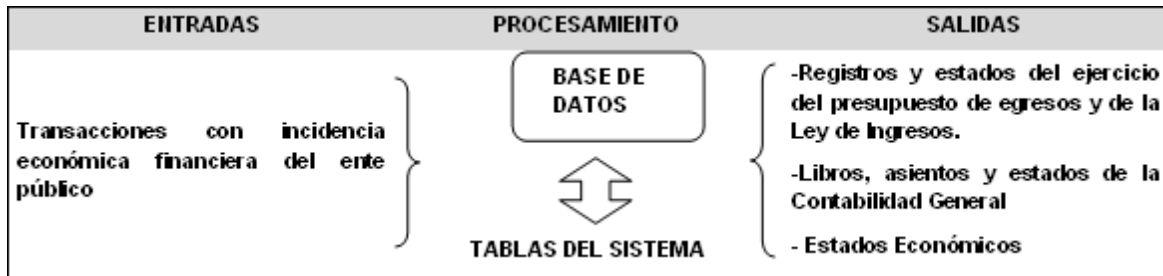 ENTRADAS
PROCESAMIENTO
SALIDAS
Transacciones con incidencia
económica financiera del ente
público
BASE DE
DATOS
TABLAS DEL SISTEMA
-Registros y estados del ejercicio
del presupuesto de egresos y de la
Ley de Ingresos.
-Libros, asientos y estados de la
Contabilidad General
- Estados Económicos